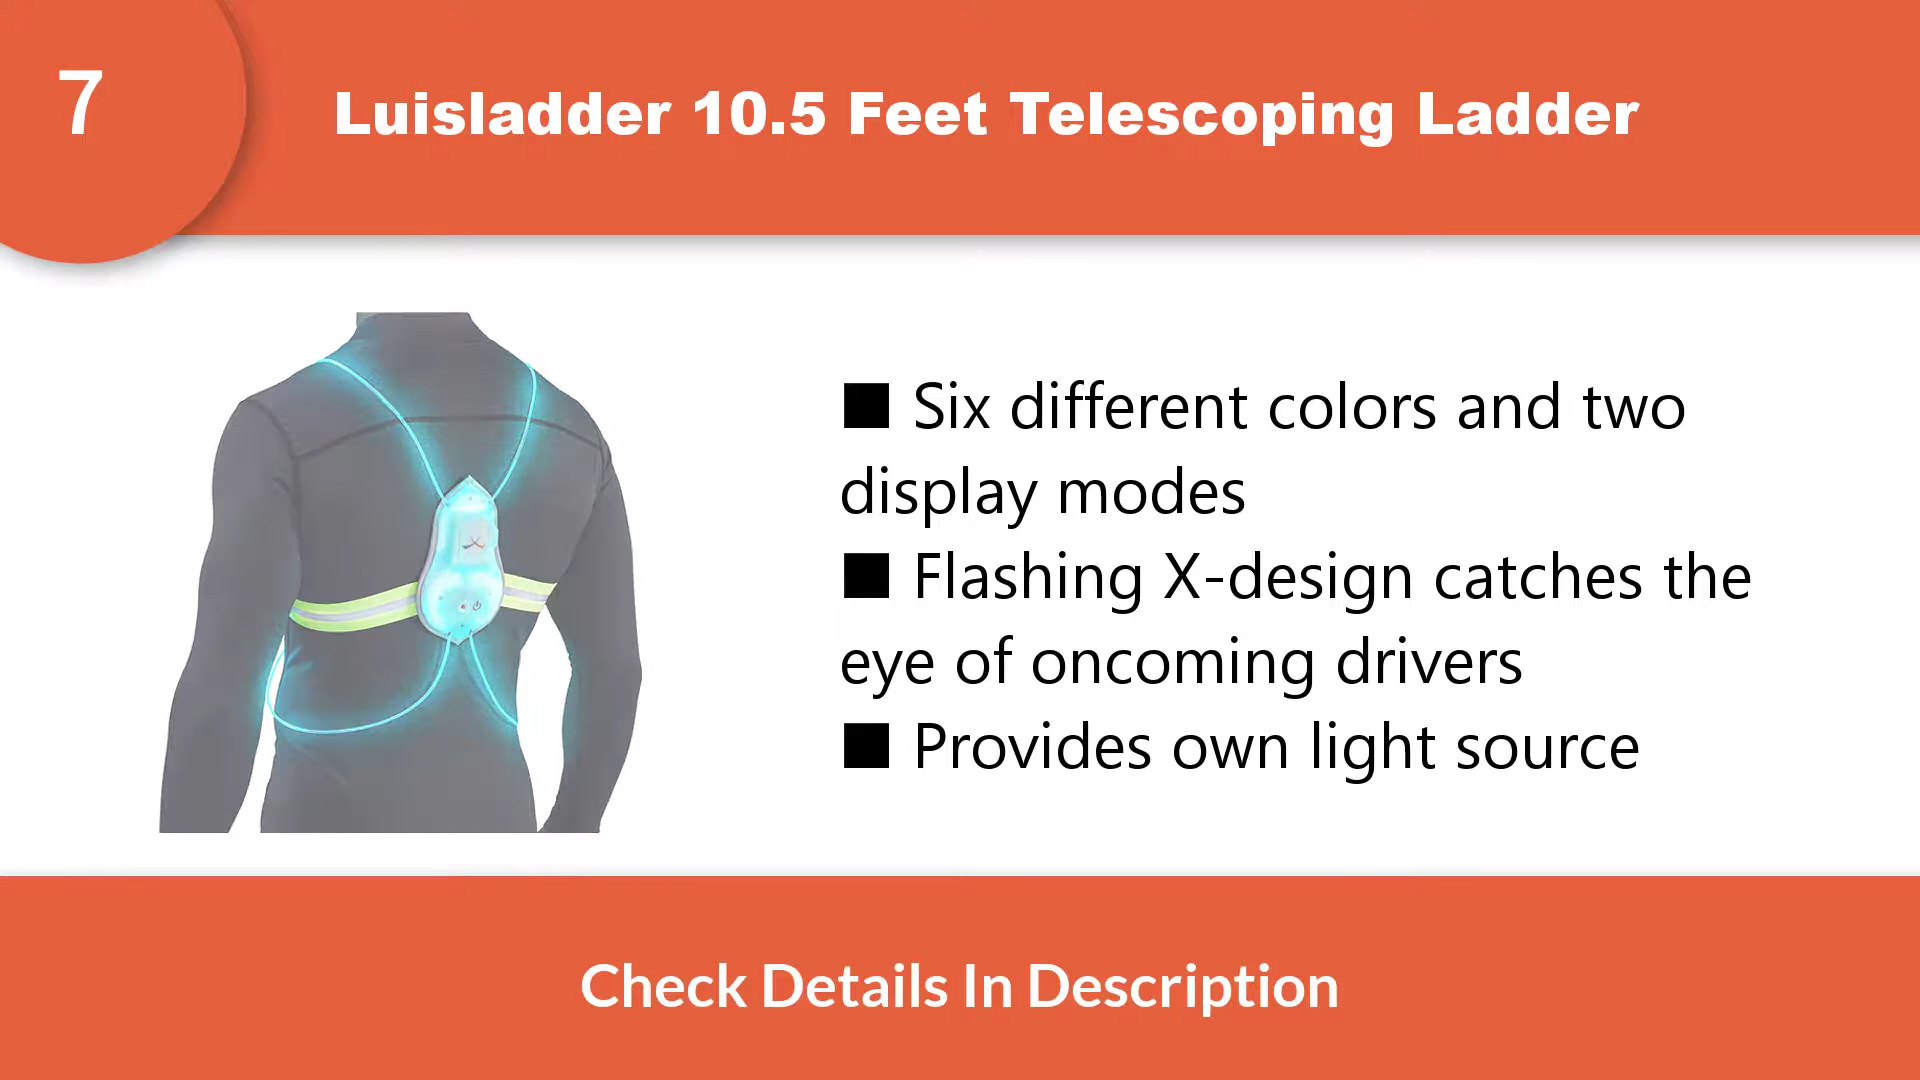 7
Luisladder 10.5 Feet Telescoping Ladder
■ Six different colors and two
display modes
■ Flashing X-design catches the
eye of oncoming drivers
■ Provides own light source
Check Details In Description